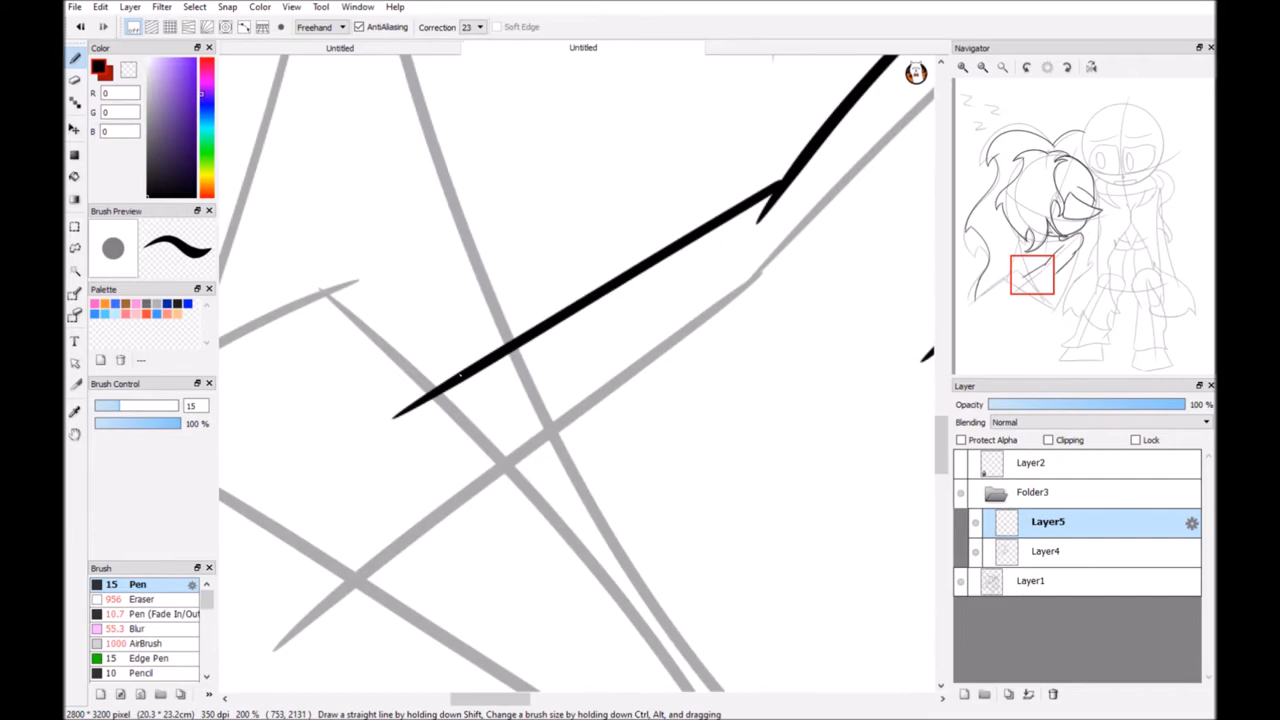 File Edit Layer Filter Select Snap Color View Tool Window Help
OFF Freehand AntiAliasing Correction 23 Soft Edge
Untitled Untitled
Color
R 0
G 0
B 0
Brush Preview
Palette
---
Brush Control
15
100 %
Brush
15 Pen
956 Eraser
10.7 Pen (Fade In/Out
55.3 Blur
1000 AirBrush
15 Edge Pen
10 Pencil
Navigator
Layer
Opacity 100 %
Blending Normal
Protect Alpha Clipping Lock
Layer2
Folder3
Layer5
Layer4
Layer1
2800 * 3200 pixel (20.3 * 23.2cm) 350 dpi 200 % ( 753, 2131 ) Draw a straight line by holding down Shift, Change a brush size by holding down Ctrl, Alt, and dragging